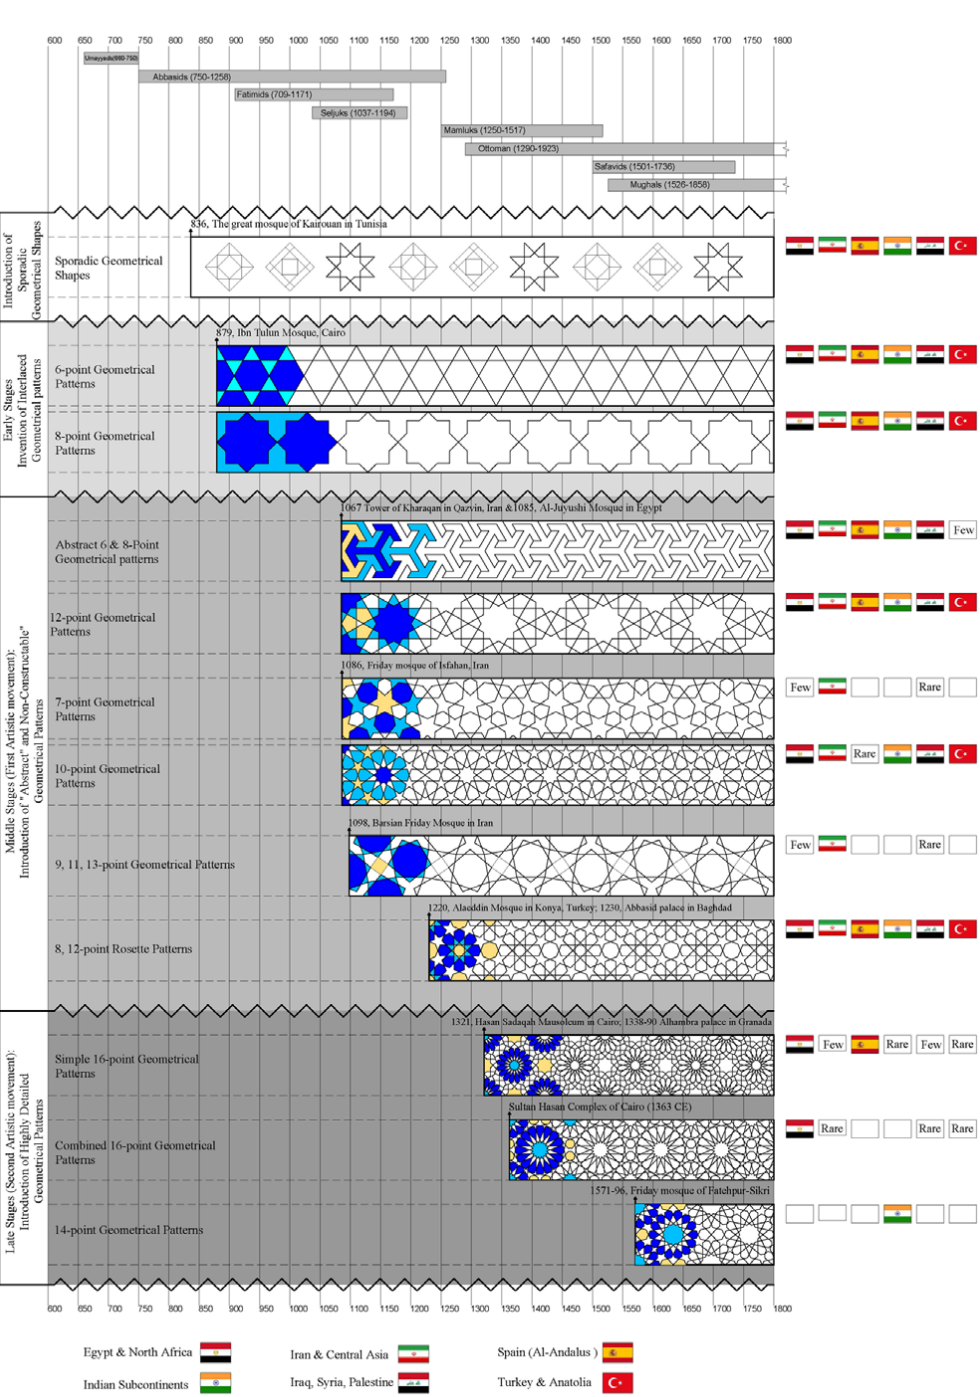 600 650 700 750 800 850 900 950 1000 1050 1100 1150 1200 1250 1300 1350 1400 1450 1500 1550 1600 1650 1700 1750 1800
Abbasids (750-1258)
Fatimids (709-1171)
Seljuks (1037-1194)
Mamluks (1250-1517)
Ottoman (1290-1923)
Safavids (1501-1736)
Mughals (1526-1858)
Introduction of
Sporadic
Geometrical Shapes
836, The great mosque of Kairouan in Tunisia
Sporadic Geometrical
Shapes
Early Stages
Invention of Interlaced
Geometrical patterns
879, Ibn Tulun Mosque, Cairo
6-point Geometrical
Patterns
8-point Geometrical
Patterns
Middle Stages (First Artistic movement):
Introduction of "Abstract" and Non-Constructable"
Geometrical Patterns
1067 Tower of Kharaqan in Qazvin, Iran &1085, Al-Juyushi Mosque in Egypt
Abstract 6 & 8-Point
Geometrical patterns
Few
12-point Geometrical
Patterns
1086, Friday mosque of Isfahan, Iran
7-point Geometrical
Patterns
Few Rare
10-point Geometrical
Patterns
Rare
1098, Barsian Friday Mosque in Iran
9, 11, 13-point Geometrical Patterns
Few Rare
1220, Alaeddin Mosque in Konya, Turkey; 1230, Abbasid palace in Baghdad
8, 12-point Rosette Patterns
Late Stages (Second Artistic movement):
Introduction of Highly Detailed
Geometrical Patterns
1321, Hasan Sadaqah Mausoleum in Cairo; 1338-90 Alhambra palace in Granada
Simple 16-point Geometrical
Patterns
Few Rare Few Rare
Sultan Hasan Complex of Cairo (1363 CE)
Combined 16-point Geometrical
Patterns
Rare Rare Rare
1571-96, Friday mosque of Fatehpur-Sikri
14-point Geometrical Patterns
600 650 700 750 800 850 900 950 1000 1050 1100 1150 1200 1250 1300 1350 1400 1450 1500 1550 1600 1650 1700 1750 1800
Egypt & North Africa Iran & Central Asia Spain (Al-Andalus )
Indian Subcontinents Iraq, Syria, Palestine Turkey & Anatolia